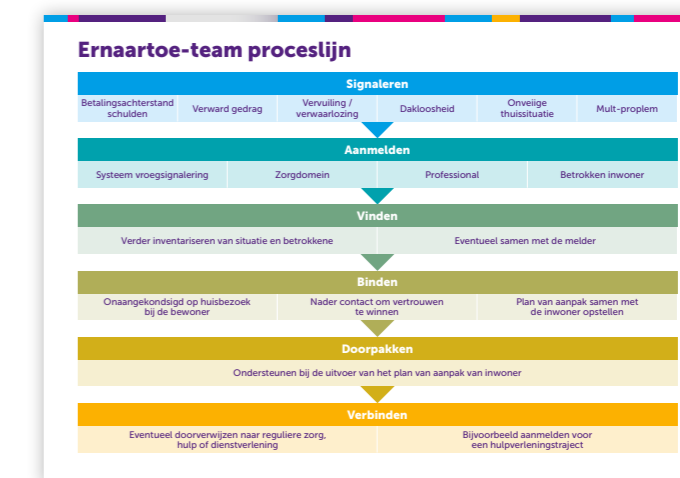 Ernaartoe-team proceslijn
Signaleren
Betalingsachterstand
schulden
Verward gedrag
Vervuiling /
verwaarlozing
Dakloosheid
Onveiige
thuissituatie
Mult-proplem
Aanmelden
Systeem vroegsignalering
Zorgdomein
Professional
Betrokken inwoner
Vinden
Verder inventariseren van situatie en betrokkene
Eventueel samen met de melder
Binden
Onaangekondsigd op huisbezoek
bij de bewoner
Nader contact om vertrouwen
te winnen
Plan van aanpak samen met
de inwoner opstellen
Doorpakken
Ondersteunen bij de uitvoer van het plan van aanpak van inwoner
Verbinden
Eventueel doorverwijzen naar reguliere zorg,
hulp of dienstverlening
Bijvoorbeeld aanmelden voor
een hulpverleningstraject